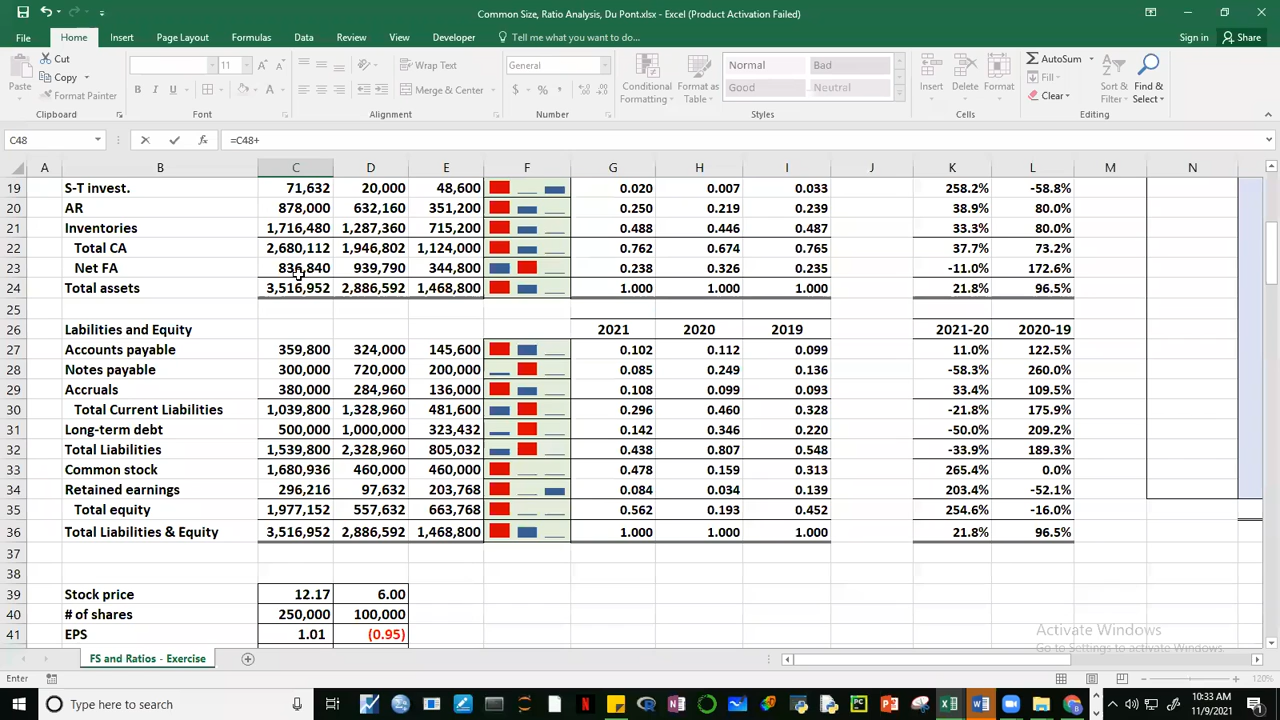 Common Size, Ratio Analysis, Du Pont.xlsx - Excel (Product Activation Failed)
File Home Insert Page Layout Formulas Data Review View Developer Tell me what you want to do... Sign in Share
Cut
Copy
Format Painter
Paste
Clipboard
11
B I U
Font
Wrap Text
Merge & Center
Alignment
General
$ % ,
Number
Conditional Formatting
Format as Table
Normal Bad
Good Neutral
Styles
Insert Delete Format
Cells
AutoSum
Fill
Clear
Sort & Filter
Find & Select
Editing
C48 fx =C48+
A B C D E F G H I J K L M N
19 S-T invest. 71,632 20,000 48,600 0.020 0.007 0.033 258.2% -58.8%
20 AR 878,000 632,160 351,200 0.250 0.219 0.239 38.9% 80.0%
21 Inventories 1,716,480 1,287,360 715,200 0.488 0.446 0.487 33.3% 80.0%
22 Total CA 2,680,112 1,946,802 1,124,000 0.762 0.674 0.765 37.7% 73.2%
23 Net FA 836,840 939,790 344,800 0.238 0.326 0.235 -11.0% 172.6%
24 Total assets 3,516,952 2,886,592 1,468,800 1.000 1.000 1.000 21.8% 96.5%
25
26 Labilities and Equity 2021 2020 2019 2021-20 2020-19
27 Accounts payable 359,800 324,000 145,600 0.102 0.112 0.099 11.0% 122.5%
28 Notes payable 300,000 720,000 200,000 0.085 0.249 0.136 -58.3% 260.0%
29 Accruals 380,000 284,960 136,000 0.108 0.099 0.093 33.4% 109.5%
30 Total Current Liabilities 1,039,800 1,328,960 481,600 0.296 0.460 0.328 -21.8% 175.9%
31 Long-term debt 500,000 1,000,000 323,432 0.142 0.346 0.220 -50.0% 209.2%
32 Total Liabilities 1,539,800 2,328,960 805,032 0.438 0.807 0.548 -33.9% 189.3%
33 Common stock 1,680,936 460,000 460,000 0.478 0.159 0.313 265.4% 0.0%
34 Retained earnings 296,216 97,632 203,768 0.084 0.034 0.139 203.4% -52.1%
35 Total equity 1,977,152 557,632 663,768 0.562 0.193 0.452 254.6% -16.0%
36 Total Liabilities & Equity 3,516,952 2,886,592 1,468,800 1.000 1.000 1.000 21.8% 96.5%
37
38
39 Stock price 12.17 6.00
40 # of shares 250,000 100,000
41 EPS 1.01 (0.95)
Activate Windows
Go to Settings to activate Windows.
FS and Ratios - Exercise
Enter 120%
Type here to search
10:33 AM
11/9/2021